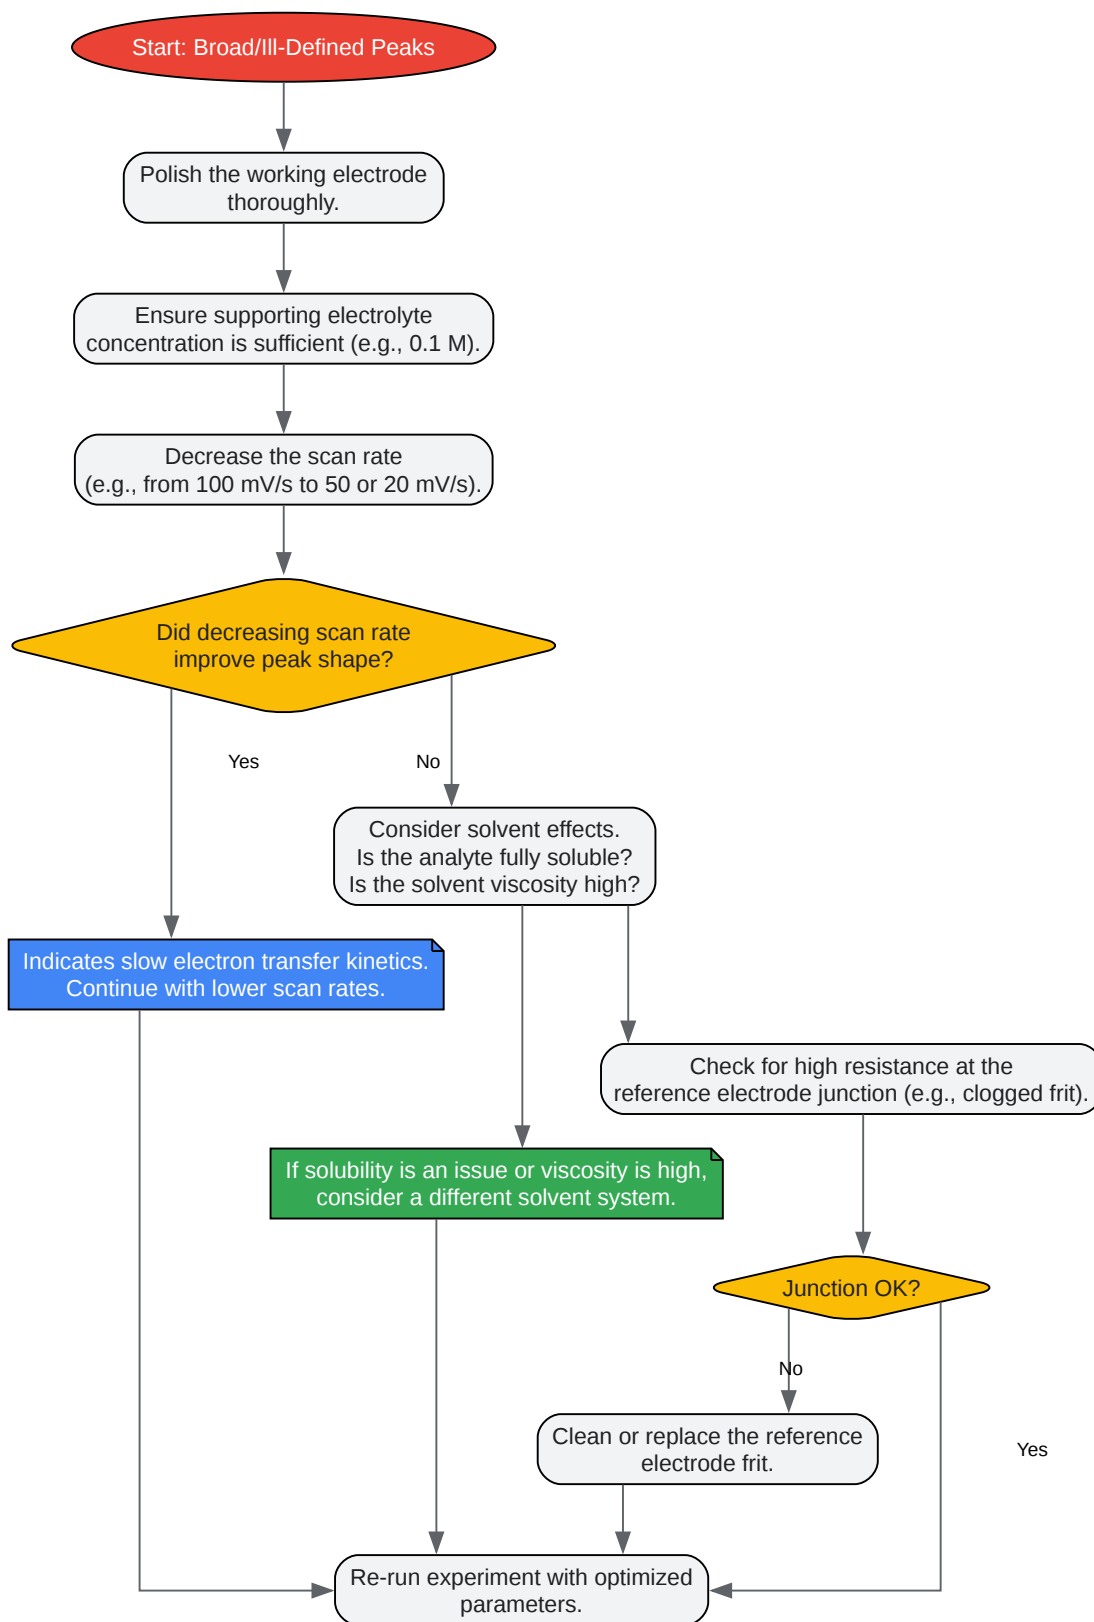 Start: Broad/Ill-Defined Peaks
Polish the working electrode
thoroughly.
Ensure supporting electrolyte
concentration is sufficient (e.g., 0.1 M).
Decrease the scan rate
(e.g., from 100 mV/s to 50 or 20 mV/s).
Did decreasing scan rate
improve peak shape?
Yes
No
Consider solvent effects.
Is the analyte fully soluble?
Is the solvent viscosity high?
Indicates slow electron transfer kinetics.
Continue with lower scan rates.
Check for high resistance at the
reference electrode junction (e.g., clogged frit).
If solubility is an issue or viscosity is high,
consider a different solvent system.
Junction OK?
No
Clean or replace the reference
electrode frit.
Yes
Re-run experiment with optimized
parameters.